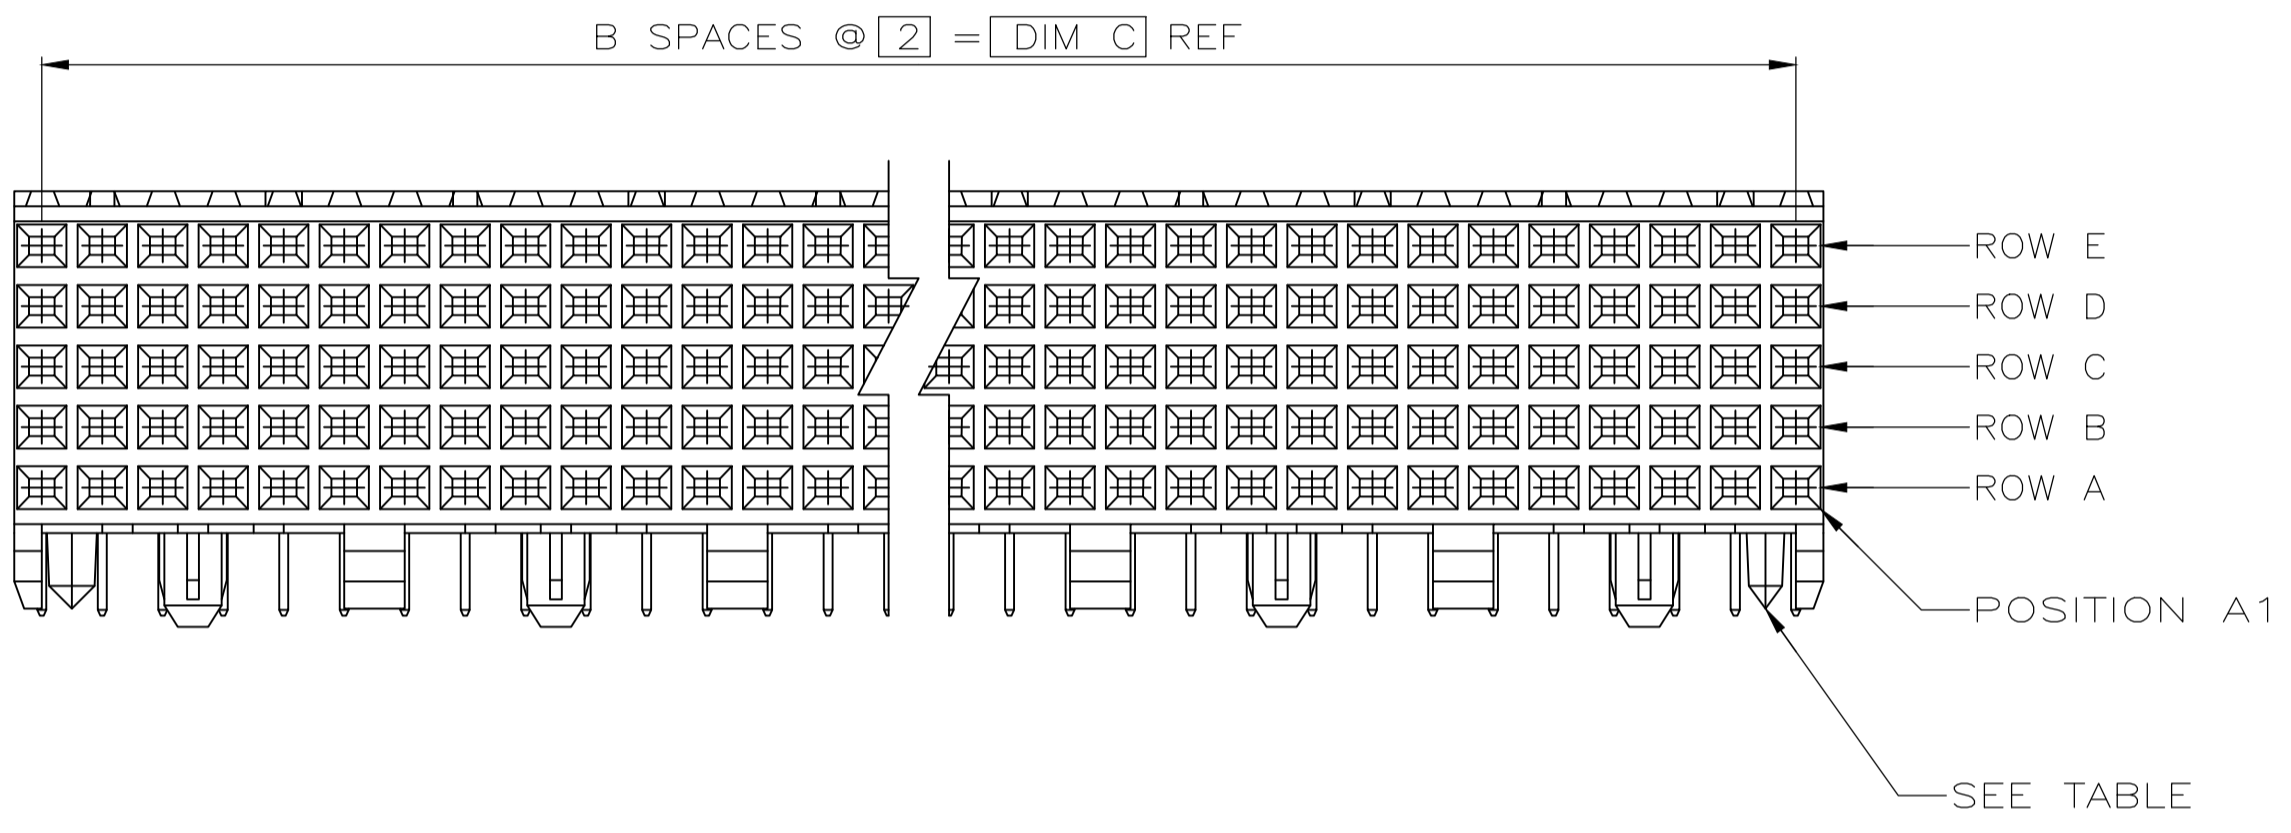 B SPACES @ 2 = DIM C REF
ROW E
ROW D
ROW C
ROW B
ROW A
POSITION A1
SEE TABLE